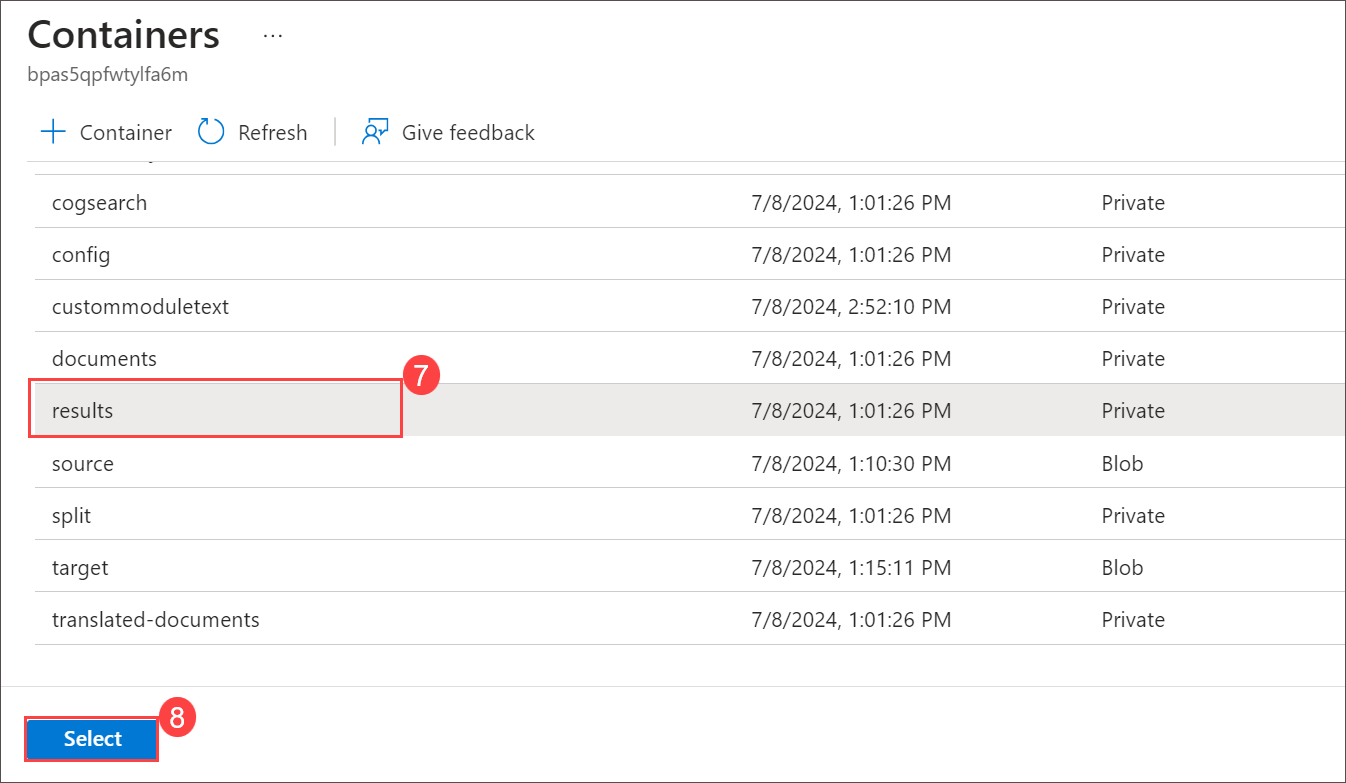 Containers ...
bpas5qpfwtylfa6m
Container Refresh Give feedback
cogsearch 7/8/2024, 1:01:26 PM Private
config 7/8/2024, 1:01:26 PM Private
custommoduletext 7/8/2024, 2:52:10 PM Private
documents 7/8/2024, 1:01:26 PM Private
7
results 7/8/2024, 1:01:26 PM Private
source 7/8/2024, 1:10:30 PM Blob
split 7/8/2024, 1:01:26 PM Private
target 7/8/2024, 1:15:11 PM Blob
translated-documents 7/8/2024, 1:01:26 PM Private
8
Select